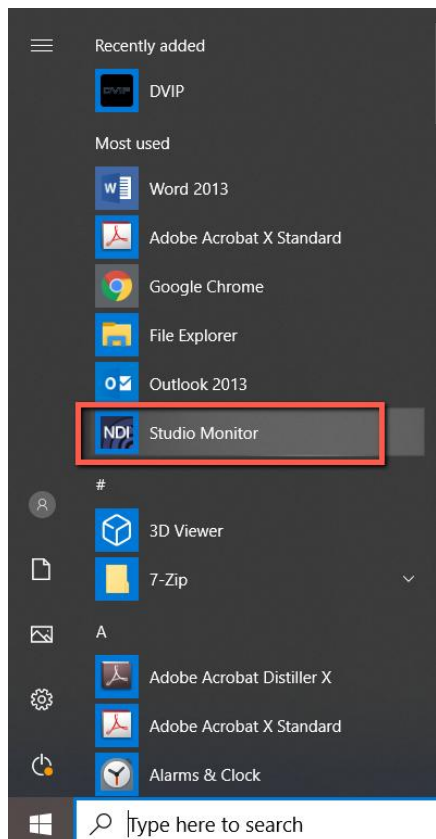 Recently added
DVIP
DVIP
Most used
W
Word 2013
Adobe Acrobat X Standard
Google Chrome
File Explorer
O
Outlook 2013
NDI
Studio Monitor
#
3D Viewer
7-Zip
A
Adobe Acrobat Distiller X
Adobe Acrobat X Standard
Alarms & Clock
Type here to search